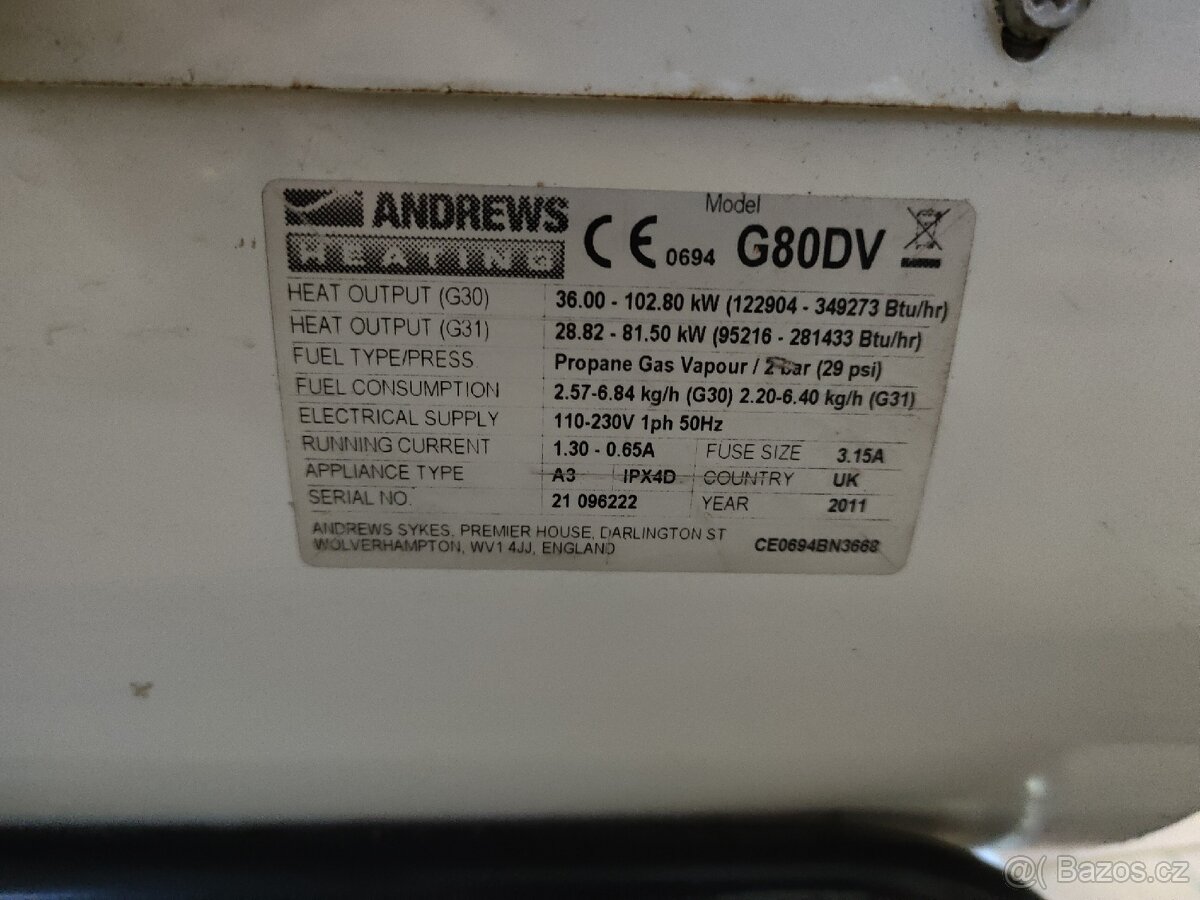 ANDREWS
HEATING
CE 0694
Model
G80DV
HEAT OUTPUT (G30) 36.00 - 102.80 kW (122904 - 349273 Btu/hr)
HEAT OUTPUT (G31) 28.82 - 81.50 kW (95216 - 281433 Btu/hr)
FUEL TYPE/PRESS Propane Gas Vapour / 2 bar (29 psi)
FUEL CONSUMPTION 2.57-6.84 kg/h (G30) 2.20-6.40 kg/h (G31)
ELECTRICAL SUPPLY 110-230V 1ph 50Hz
RUNNING CURRENT 1.30 - 0.65A FUSE SIZE 3.15A
APPLIANCE TYPE A3 IPX4D COUNTRY UK
SERIAL NO. 21 096222 YEAR 2011
ANDREWS SYKES, PREMIER HOUSE, DARLINGTON ST
WOLVERHAMPTON, WV1 4JJ, ENGLAND
CE0694BN3668
Bazos.cz